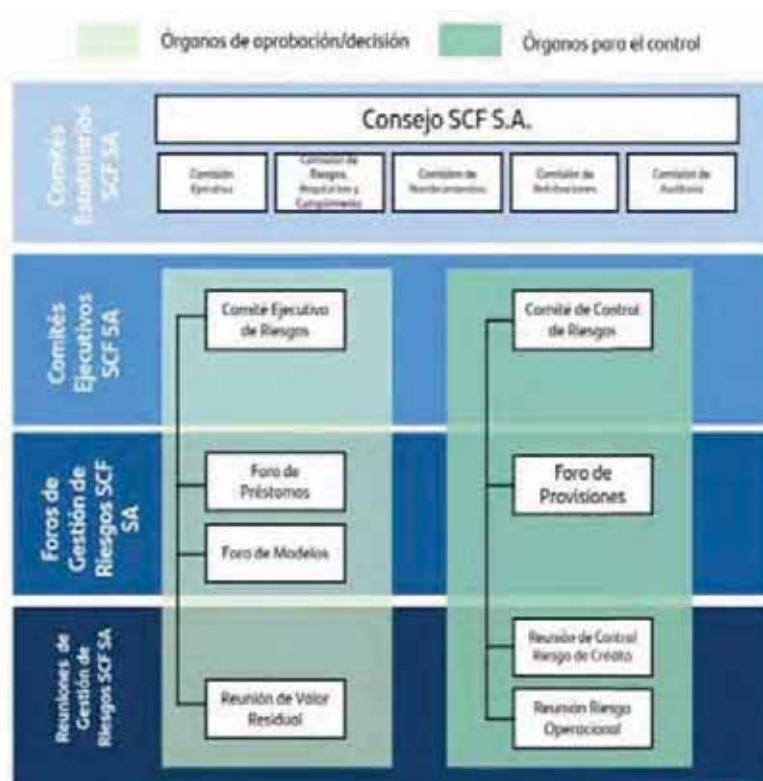 Órganos de aprobación/decisión
Órganos para el control
Comités
Estatutarios
SCF SA
Consejo SCF S.A.
Comisión
Ejecutiva
Comisión de
Riesgos,
Regulación y
Cumplimiento
Comisión de
Nombramientos
Comisión de
Retribuciones
Comisión de
Auditoría
Comités
Ejecutivos
SCF SA
Comité Ejecutivo
de Riesgos
Comité de Control
de Riesgos
Foros de
Gestión de
Riesgos SCF
SA
Foro de
Préstamos
Foro de Modelos
Foro de
Provisiones
Reuniones de
Gestión de
Riesgos SCF SA
Reunión de Valor
Residual
Reunión de Control
Riesgo de Crédito
Reunión Riesgo
Operacional